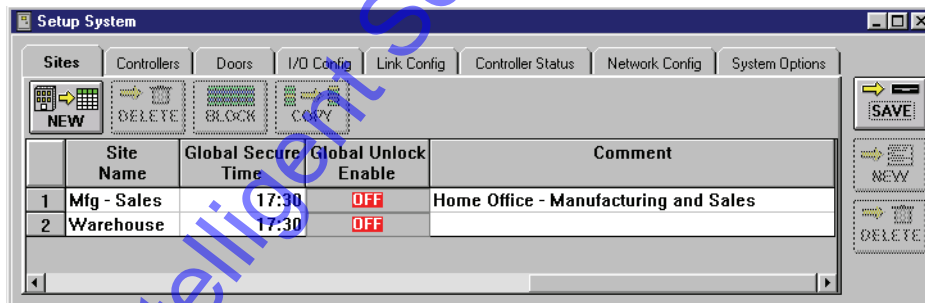 Setup System
Sites Controllers Doors I/O Config Link Config Controller Status Network Config System Options
NEW DELETE BLOCK COPY SAVE
Site Name Global Secure Time Global Unlock Enable Comment
NEW
1 Mfg - Sales 17:30 OFF Home Office - Manufacturing and Sales
2 Warehouse 17:30 OFF
DELETE
Intelligent